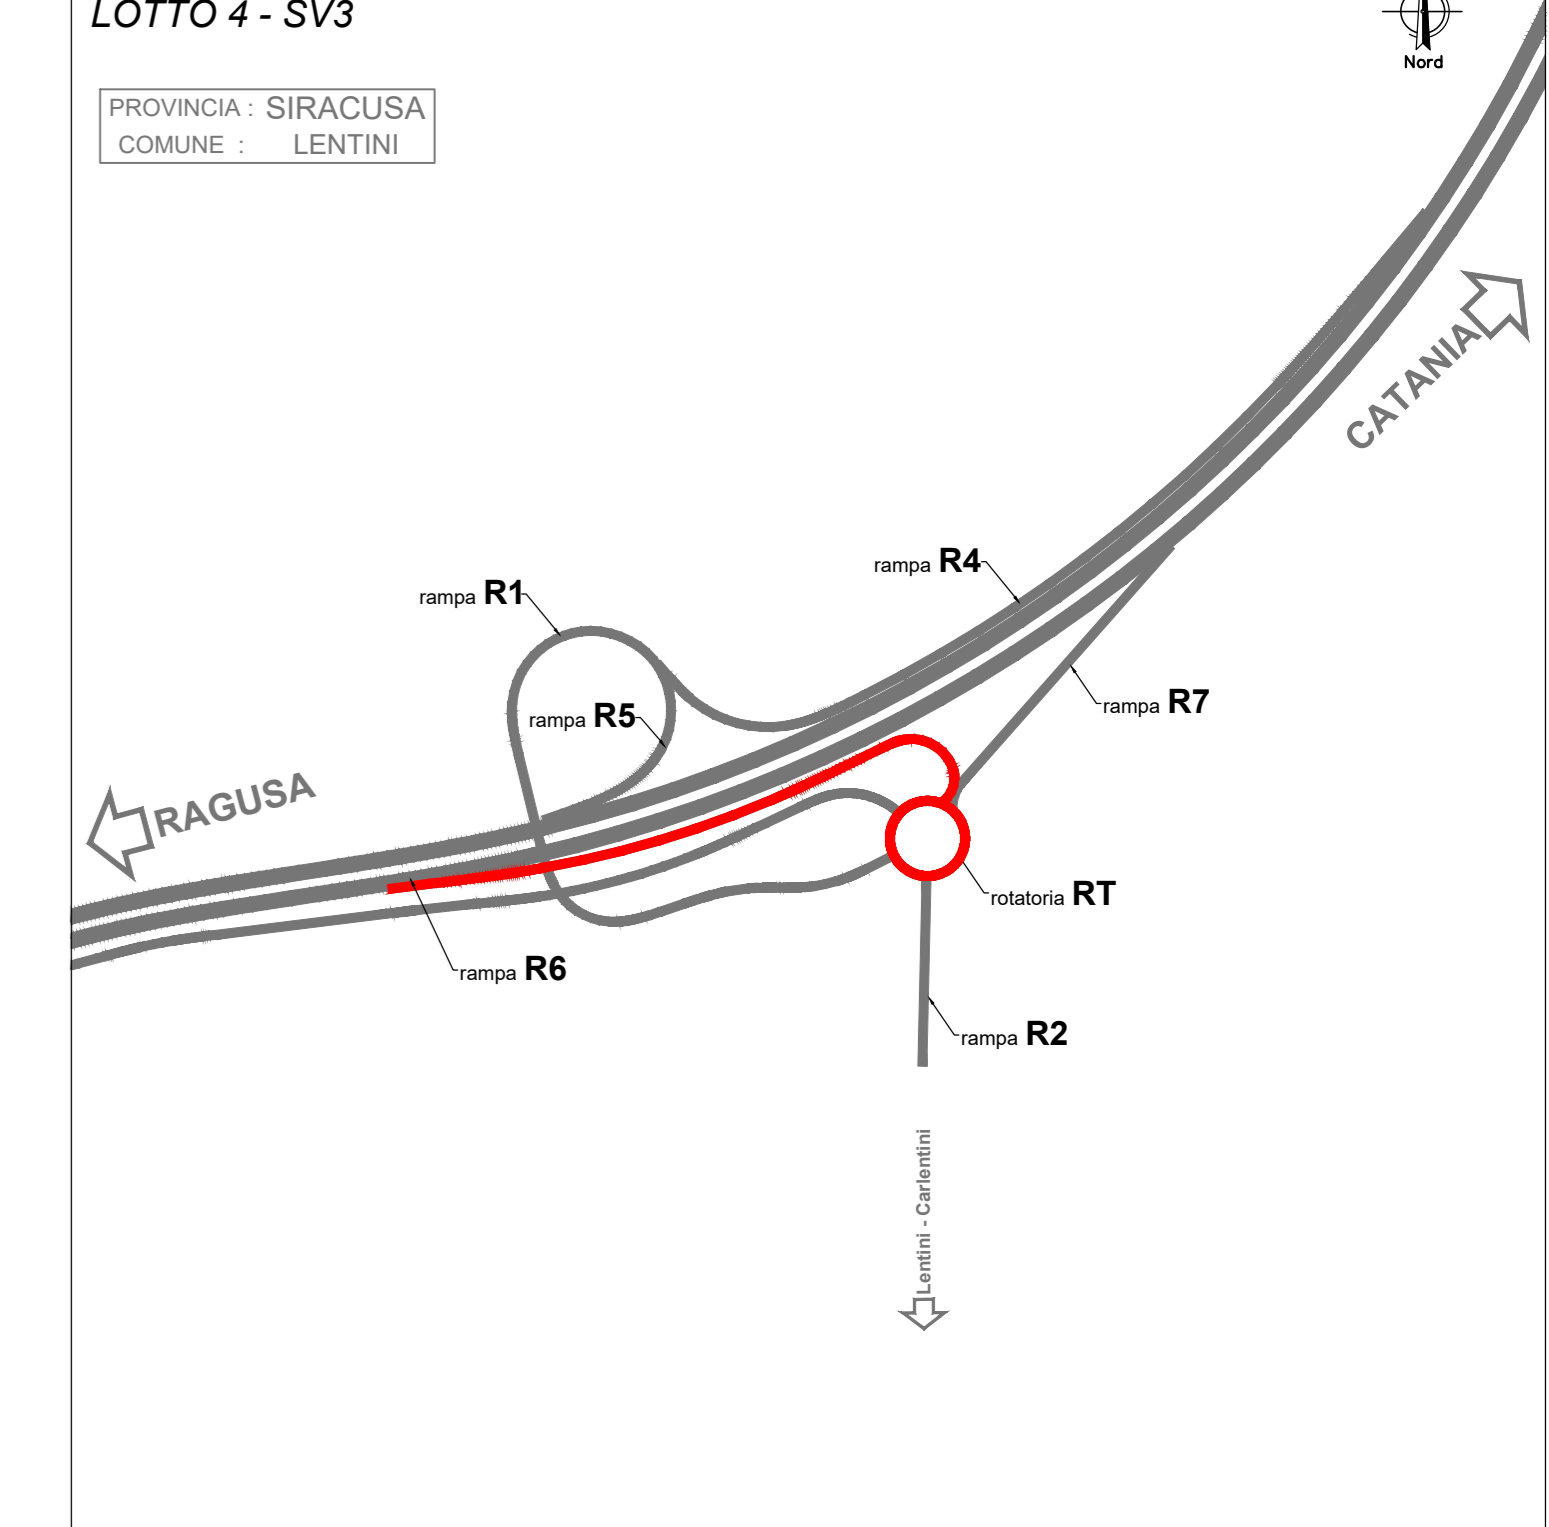 LOTTO 4 - SV3
Nord
PROVINCIA : SIRACUSA
COMUNE : LENTINI
CATANIA
rampa R4
rampa R1
rampa R7
rampa R5
RAGUSA
rotatoria RT
rampa R6
rampa R2
Lentini - Carlentini